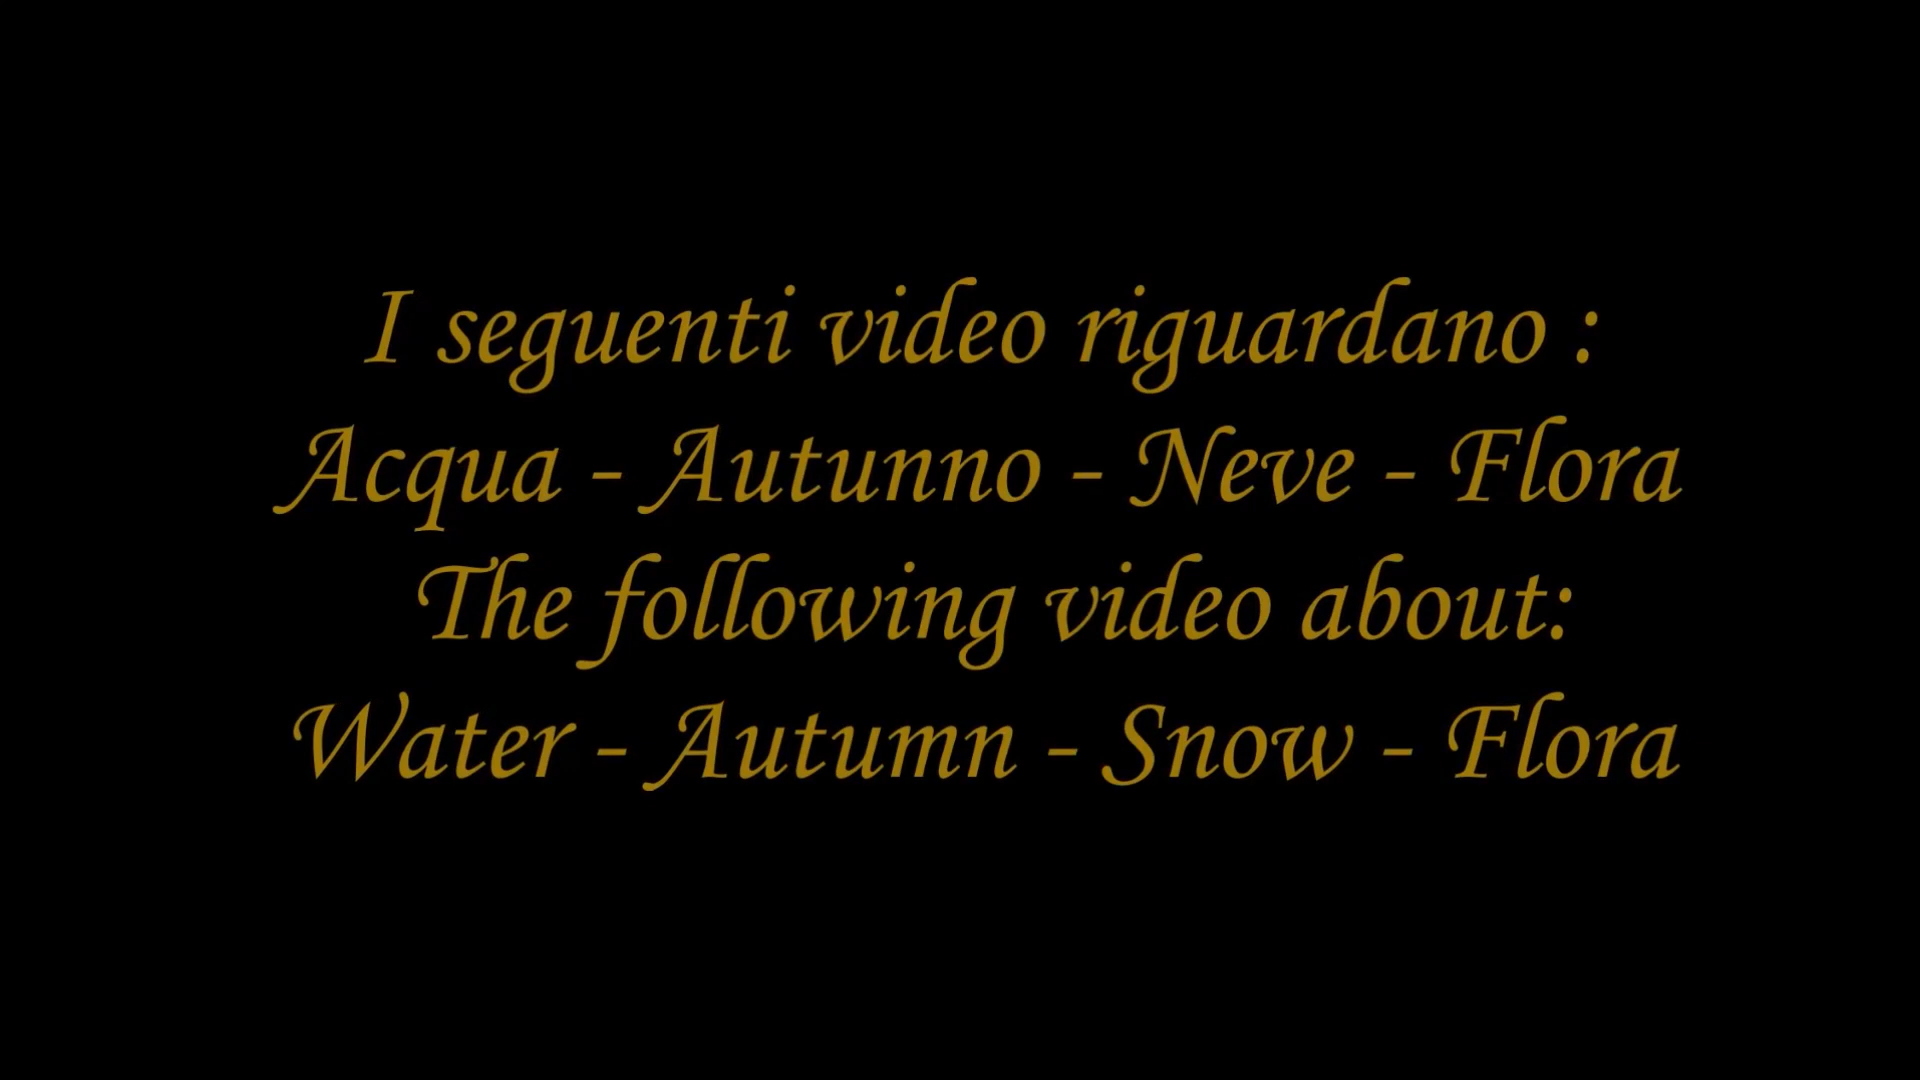 I seguenti video riguardano :
Acqua - Autunno - Neve - Flora
The following video about:
Water - Autumn - Snow - Flora